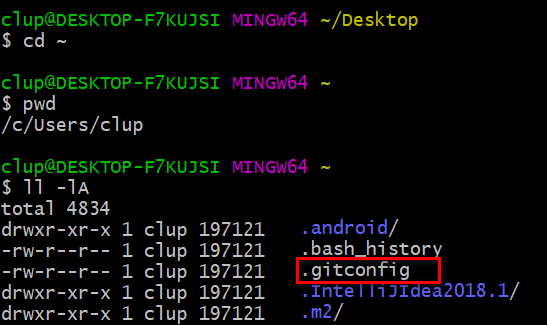 clup@DESKTOP-F7KUJSI MINGW64 ~/Desktop
$ cd ~
clup@DESKTOP-F7KUJSI MINGW64 ~
$ pwd
/c/Users/clup
clup@DESKTOP-F7KUJSI MINGW64 ~
$ ll -lA
total 4834
drwxr-xr-x 1 clup 197121 .android/
-rw-r--r-- 1 clup 197121 .bash_history
-rw-r--r-- 1 clup 197121 .gitconfig
drwxr-xr-x 1 clup 197121 .IntelliJIdea2018.1/
drwxr-xr-x 1 clup 197121 .m2/